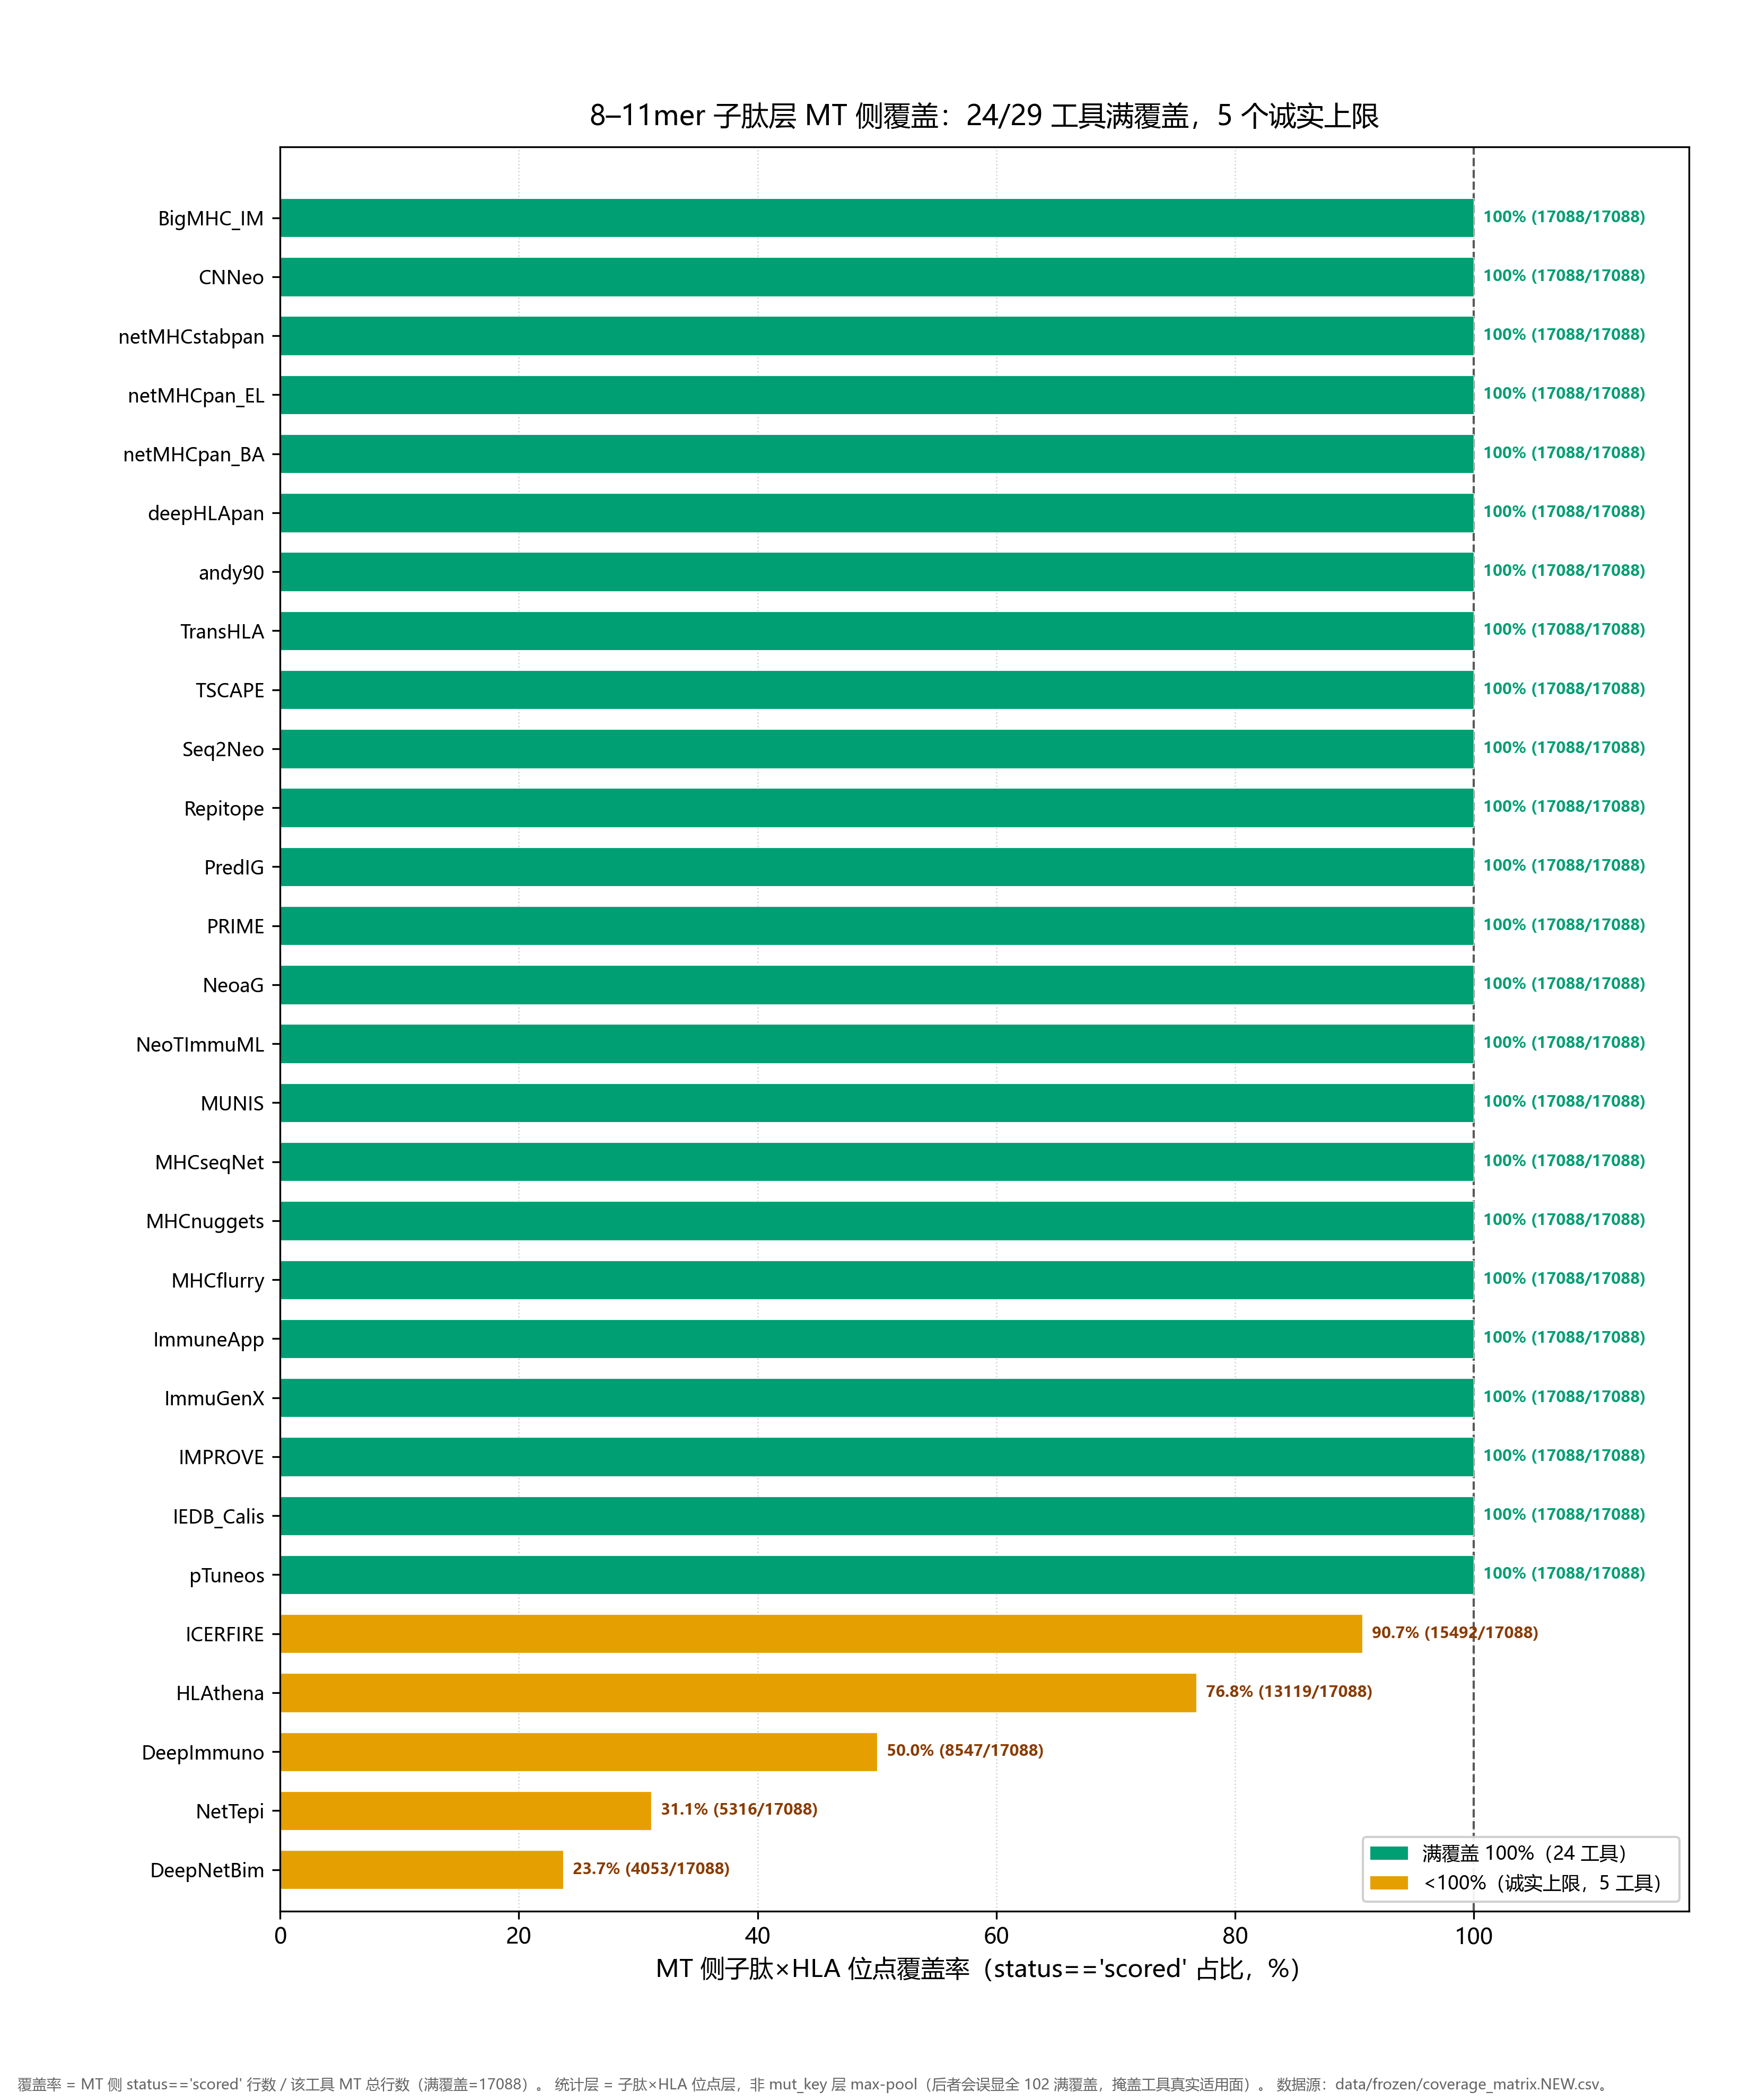 8–11mer 子肽层 MT 侧覆盖：24/29 工具满覆盖，5 个诚实上限
BigMHC_IM 100% (17088/17088)
CNNeo 100% (17088/17088)
netMHCstabpan 100% (17088/17088)
netMHCpan_EL 100% (17088/17088)
netMHCpan_BA 100% (17088/17088)
deepHLApan 100% (17088/17088)
andy90 100% (17088/17088)
TransHLA 100% (17088/17088)
TSCAPE 100% (17088/17088)
Seq2Neo 100% (17088/17088)
Repitope 100% (17088/17088)
PredIG 100% (17088/17088)
PRIME 100% (17088/17088)
NeoaG 100% (17088/17088)
NeoTImmuML 100% (17088/17088)
MUNIS 100% (17088/17088)
MHCseqNet 100% (17088/17088)
MHCnuggets 100% (17088/17088)
MHCflurry 100% (17088/17088)
ImmuneApp 100% (17088/17088)
ImmuGenX 100% (17088/17088)
IMPROVE 100% (17088/17088)
IEDB_Calis 100% (17088/17088)
pTuneos 100% (17088/17088)
ICERFIRE 90.7% (15492/17088)
HLAthena 76.8% (13119/17088)
DeepImmuno 50.0% (8547/17088)
NetTepi 31.1% (5316/17088)
DeepNetBim 23.7% (4053/17088)
满覆盖 100%（24 工具）
<100%（诚实上限，5 工具）
0 20 40 60 80 100
MT 侧子肽×HLA 位点覆盖率（status=='scored' 占比，%）
覆盖率 = MT 侧 status=='scored' 行数 / 该工具 MT 总行数（满覆盖=17088）。 统计层 = 子肽×HLA 位点层，非 mut_key 层 max-pool（后者会误显全 102 满覆盖，掩盖工具真实适用面）。 数据源：data/frozen/coverage_matrix.NEW.csv。